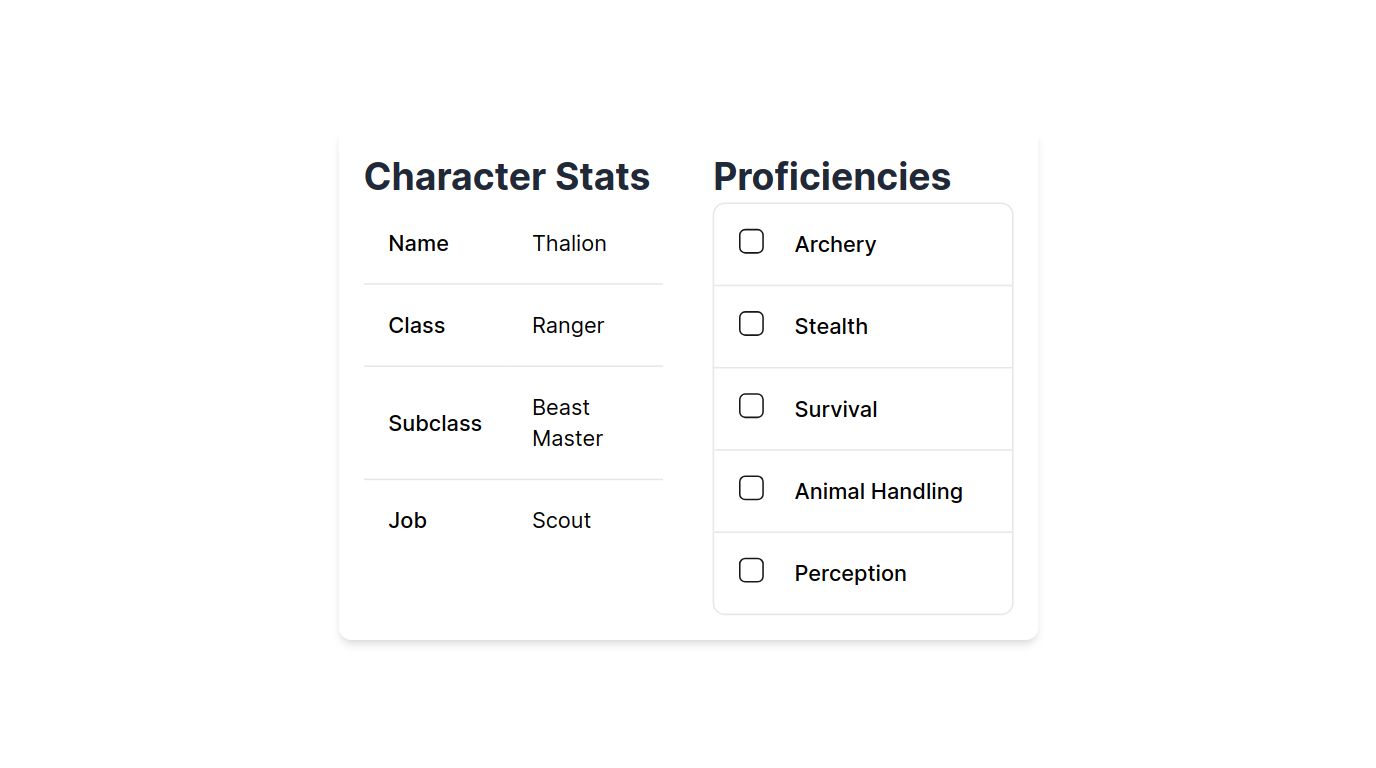 Character Stats
Name Thalion
Class Ranger
Subclass Beast
Master
Job Scout
Proficiencies
Archery
Stealth
Survival
Animal Handling
Perception